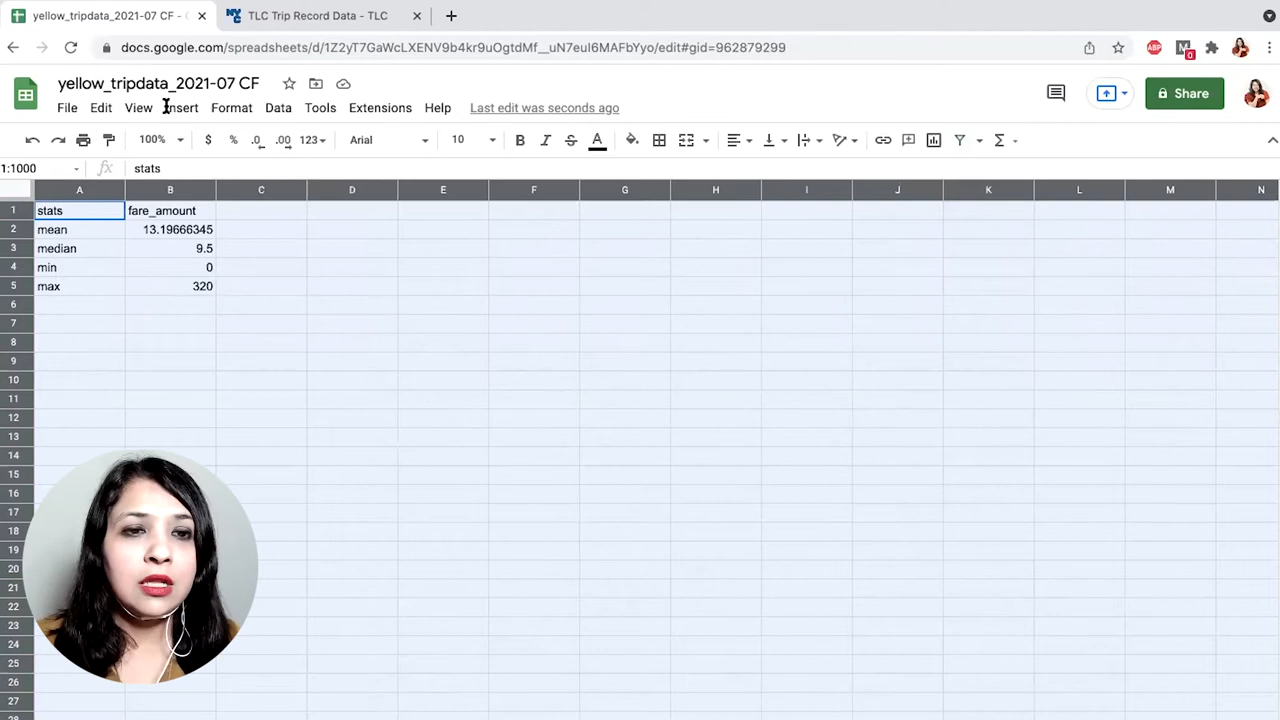 yellow_tripdata_2021-07 CF - TLC Trip Record Data - TLC
docs.google.com/spreadsheets/d/1Z2yT7GaWcLXENV9b4kr9uOgtdMf__uN7eul6MAFbYyo/edit#gid=962879299
0
yellow_tripdata_2021-07 CF
File Edit View Insert Format Data Tools Extensions Help Last edit was seconds ago
Share
100% $ % .0 .00 123 Arial 10 B I S A
1:1000 fx stats
A B C D E F G H I J K L M N
1 stats fare_amount
2 mean 13.19666345
3 median 9.5
4 min 0
5 max 320
6
7
8
9
10
11
12
13
14
15
16
17
18
19
20
21
22
23
24
25
26
27